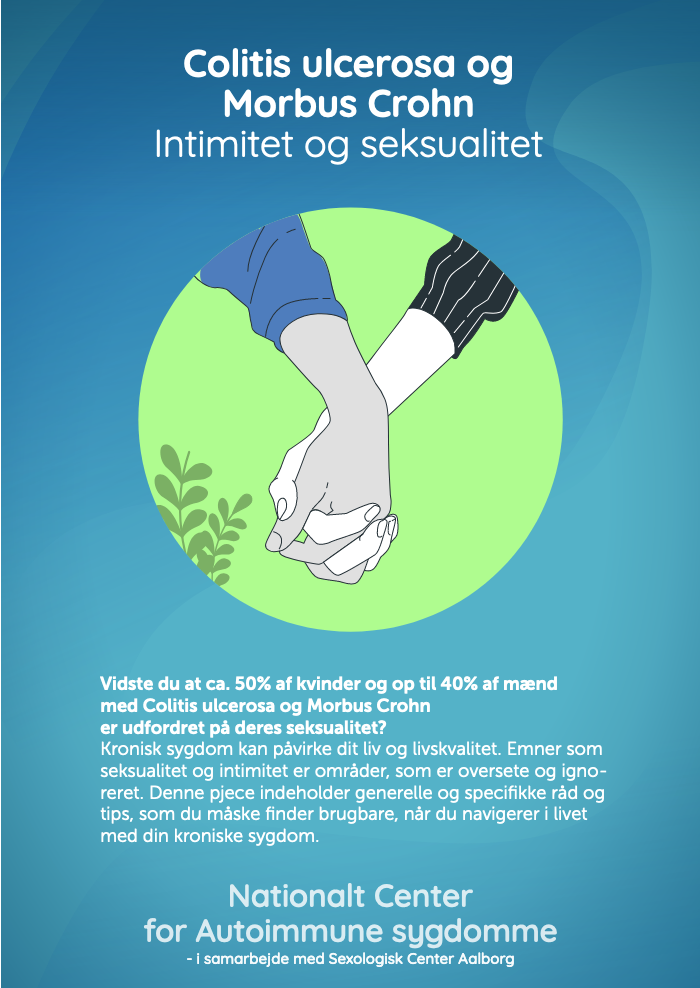 Colitis ulcerosa og
Morbus Crohn
Intimitet og seksualitet
Vidste du at ca. 50% af kvinder og op til 40% af mænd
med Colitis ulcerosa og Morbus Crohn
er udfordret på deres seksualitet?
Kronisk sygdom kan påvirke dit liv og livskvalitet. Emner som
seksualitet og intimitet er områder, som er oversete og igno-
reret. Denne pjece indeholder generelle og specifikke råd og
tips, som du måske finder brugbare, når du navigerer i livet
med din kroniske sygdom.
Nationalt Center
for Autoimmune sygdomme
- i samarbejde med Sexologisk Center Aalborg